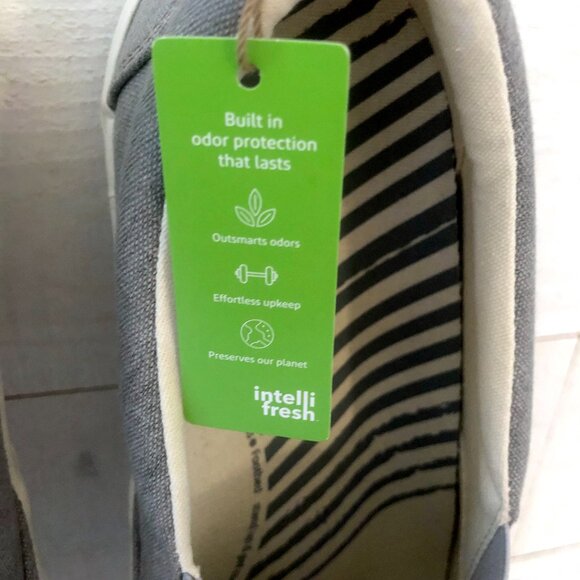 Built in
odor protection
that lasts
Outsmarts odors
Effortless upkeep
Preserves our planet
intelli
fresh